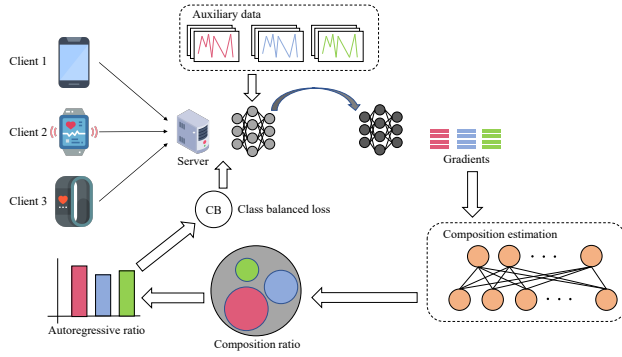 Auxiliary data
Client 1
Client 2
Client 3
Server
Gradients
CB
Class balanced loss
Composition estimation
Autoregressive ratio
Composition ratio